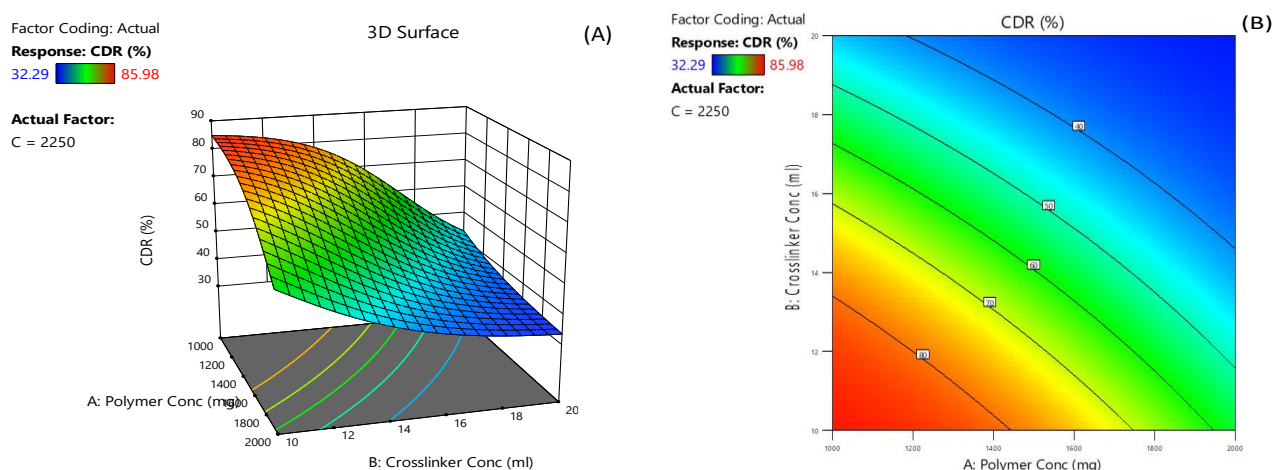 Factor Coding: Actual
3D Surface
(A)
Response: CDR (%)
32.29 85.98
Actual Factor:
C = 2250
CDR (%)
90
80
70
60
50
40
30
1000
1200
1400
1600
1800
2000
A: Polymer Conc (mg)
10
12
14
16
18
20
B: Crosslinker Conc (ml)
Factor Coding: Actual
CDR (%)
(B)
Response: CDR (%)
32.29 85.98
Actual Factor:
C = 2250
B: Crosslinker Conc (ml)
20
18
16
14
12
10
40
50
60
70
80
1000 1200 1400 1600 1800 2000
A: Polymer Conc (mg)